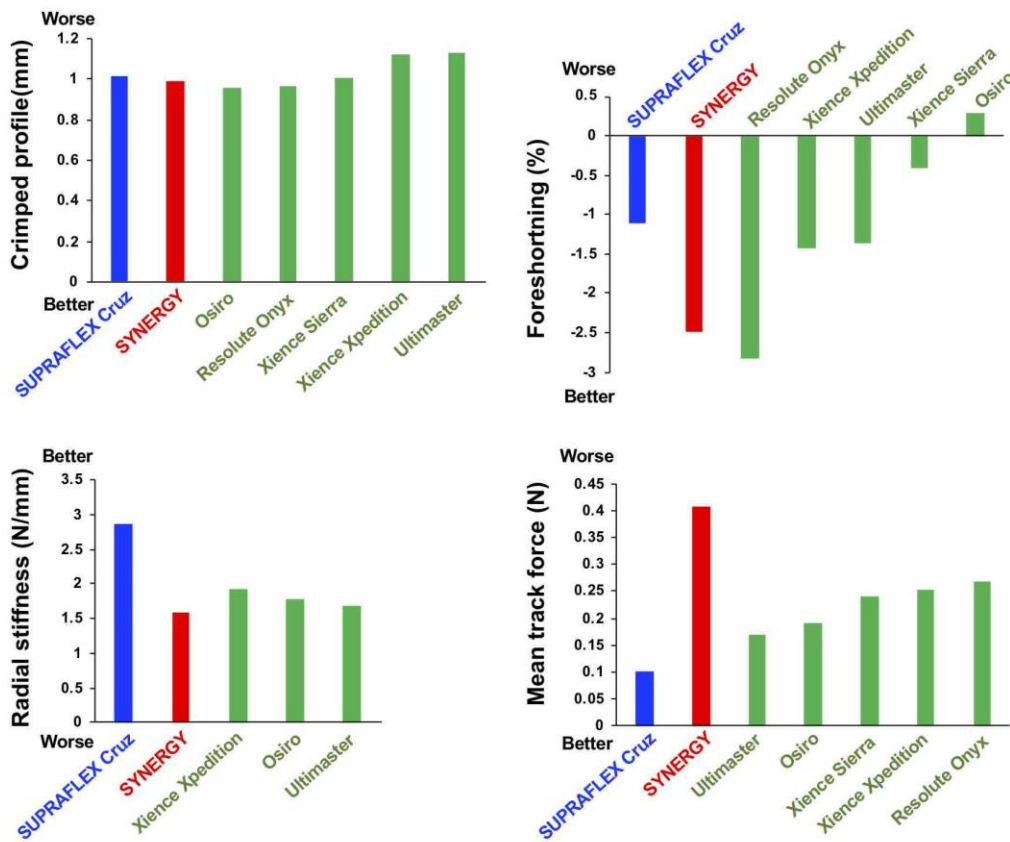 Worse
Crimped profile(mm)
1.2
1
0.8
0.6
0.4
0.2
0
Better
SUPRAFLEX Cruz
SYNERGY
Osiro
Resolute Onyx
Xience Sierra
Xience Xpedition
Ultimaster
Worse
Foreshortning (%)
0.5
0
-0.5
-1
-1.5
-2
-2.5
-3
Better
SUPRAFLEX Cruz
SYNERGY
Resolute Onyx
Xience Xpedition
Ultimaster
Xience Sierra
Osiro
Better
Radial stiffness (N/mm)
3.5
3
2.5
2
1.5
1
0.5
0
Worse
SUPRAFLEX Cruz
SYNERGY
Xience Xpedition
Osiro
Ultimaster
Worse
Mean track force (N)
0.45
0.4
0.35
0.3
0.25
0.2
0.15
0.1
0.05
0
Better
SUPRAFLEX Cruz
SYNERGY
Ultimaster
Osiro
Xience Sierra
Xience Xpedition
Resolute Onyx